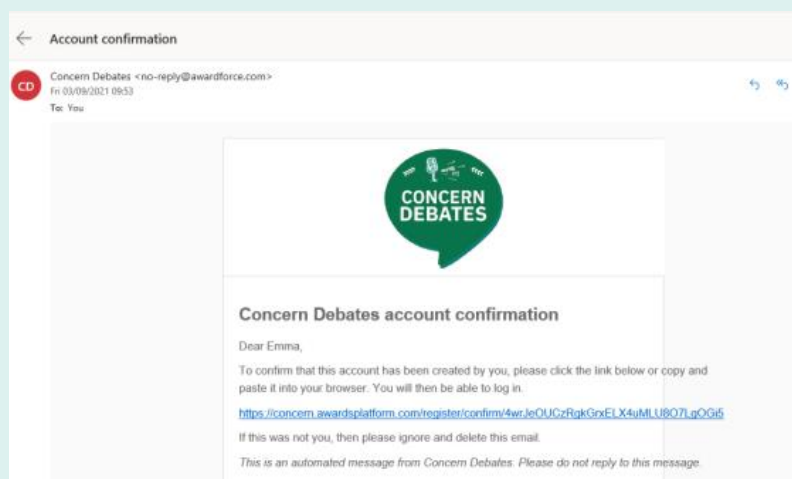 Account confirmation
CD
Concern Debates <no-reply@awardforce.com>
Fri 03/09/2021 09:53
To: You
CONCERN
DEBATES
Concern Debates account confirmation
Dear Emma,
To confirm that this account has been created by you, please click the link below or copy and
paste it into your browser. You will then be able to log in.
https://concern.awardsplatform.com/register/confirm/4wrJeOUCzRgkGrxELX4uMLU8O7LgOGi5
If this was not you, then please ignore and delete this email.
This is an automated message from Concern Debates. Please do not reply to this message.